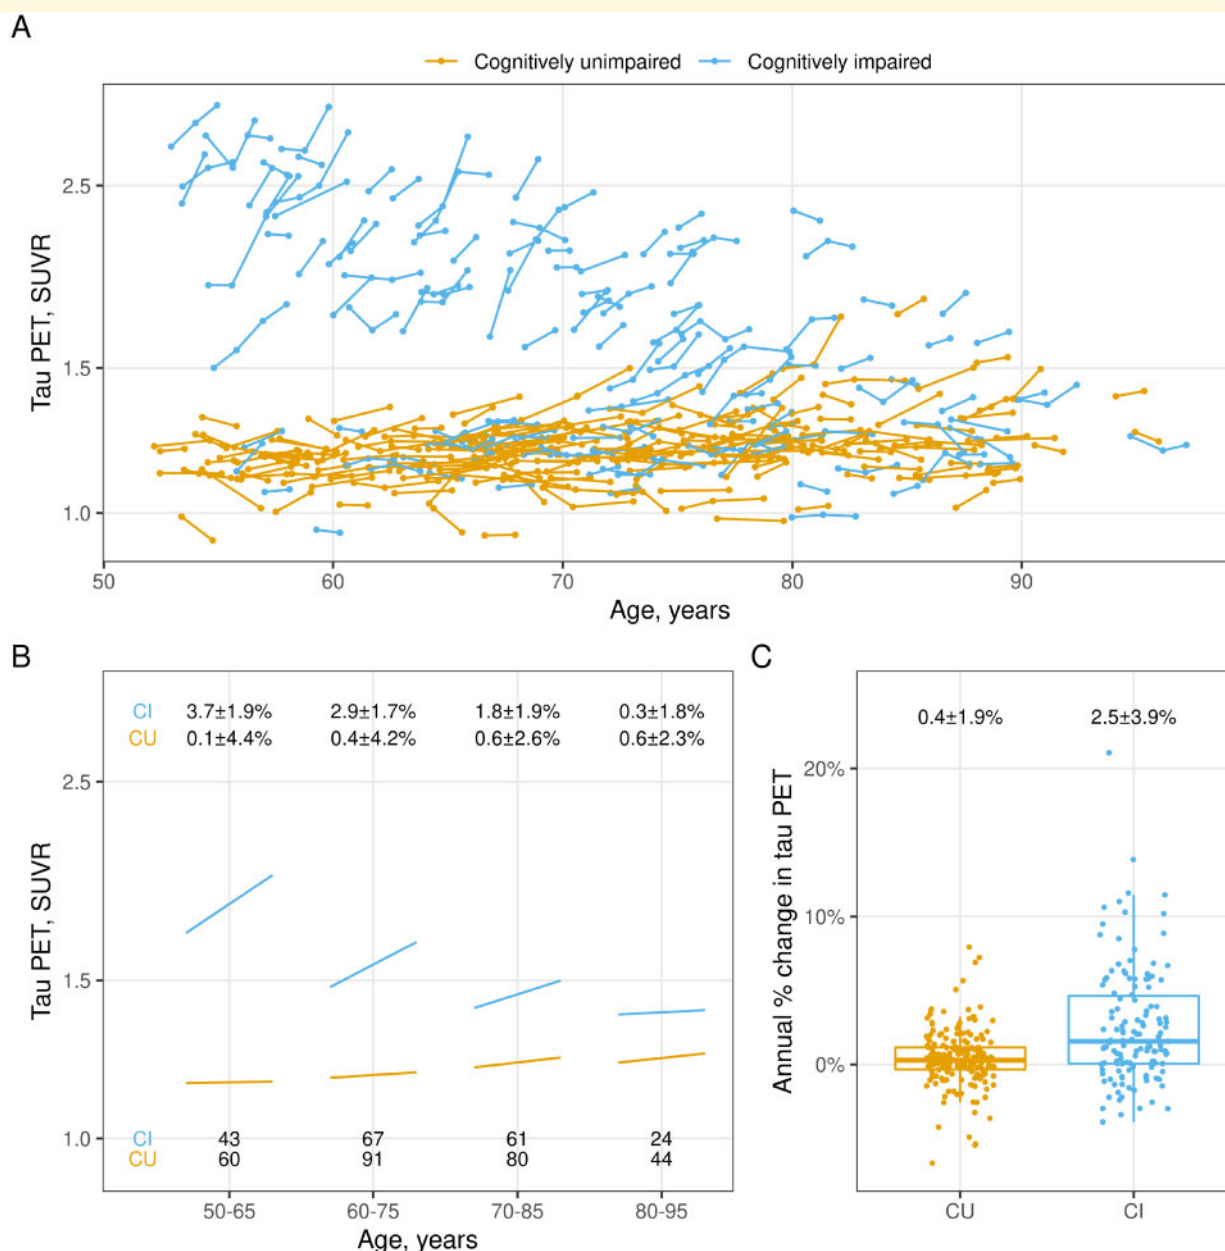 A
Cognitively unimpaired Cognitively impaired
Tau PET, SUVR
2.5
1.5
1.0
50 60 70 80 90
Age, years
B
CI 3.7±1.9% 2.9±1.7% 1.8±1.9% 0.3±1.8%
CU 0.1±4.4% 0.4±4.2% 0.6±2.6% 0.6±2.3%
Tau PET, SUVR
2.5
1.5
1.0
CI 43 67 61 24
CU 60 91 80 44
50-65 60-75 70-85 80-95
Age, years
C
0.4±1.9% 2.5±3.9%
Annual % change in tau PET
20%
10%
0%
CU CI